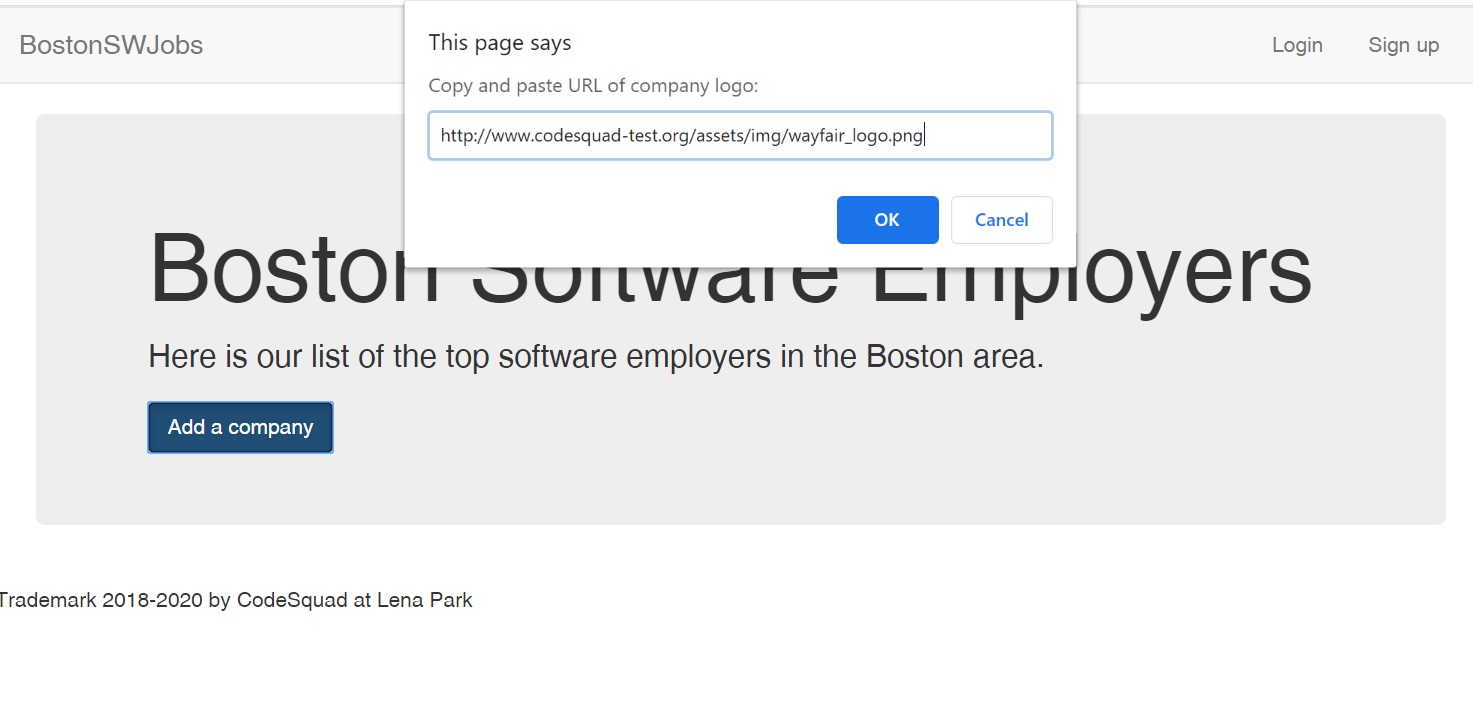 BostonSWJobs
Login
Sign up
This page says
Copy and paste URL of company logo:
http://www.codesquad-test.org/assets/img/wayfair_logo.png
OK
Cancel
Boston Software Employers
Here is our list of the top software employers in the Boston area.
Add a company
Trademark 2018-2020 by CodeSquad at Lena Park